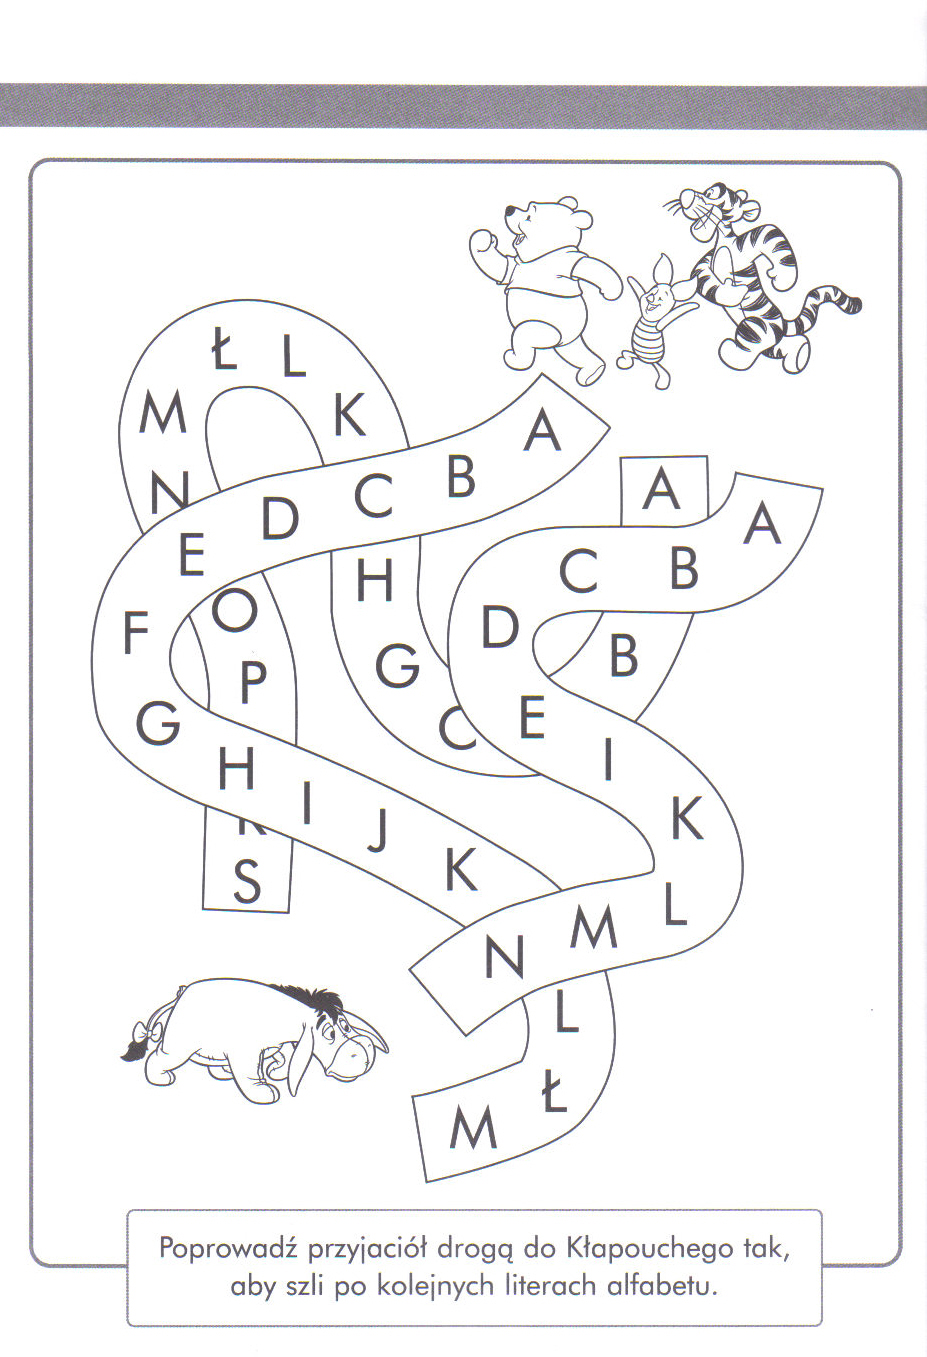 A B C D E F G H I J K L Ł M
A B C G H K L Ł M N O P S
A B C D E I K L M N
Poprowadź przyjaciół drogą do Kłapouchego tak,
aby szli po kolejnych literach alfabetu.